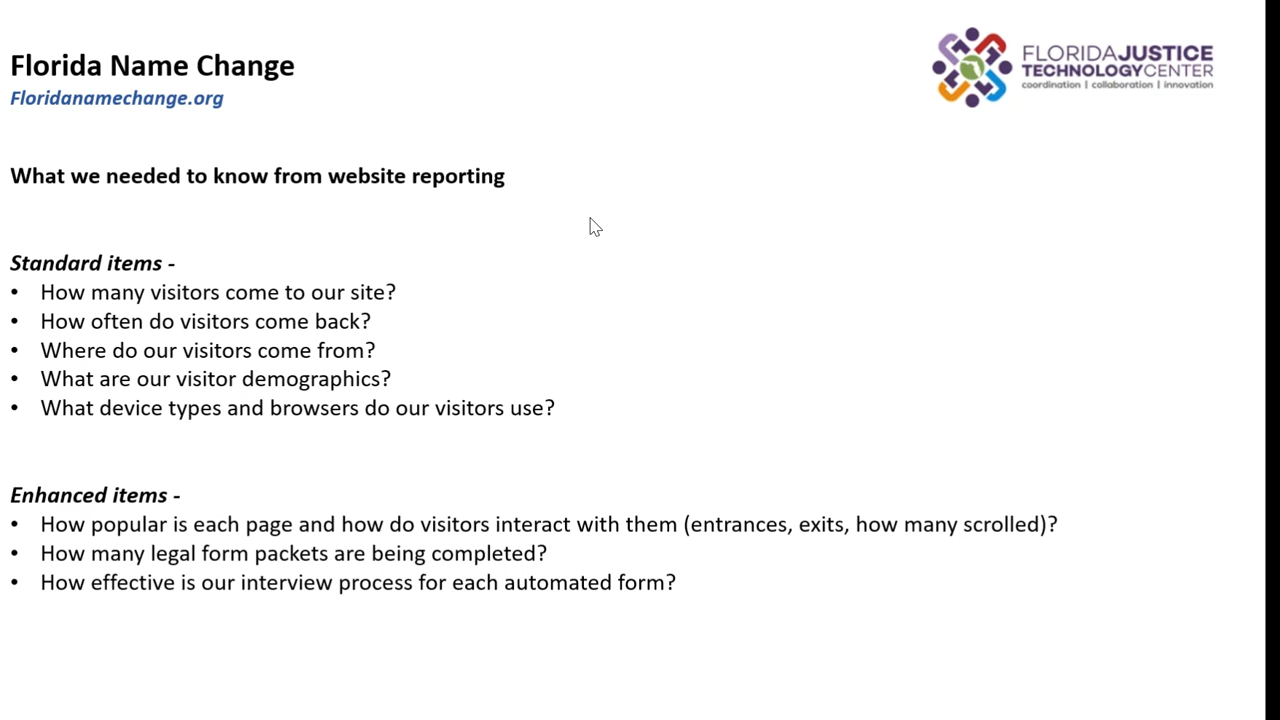 Florida Name Change
Floridanamechange.org
FLORIDAJUSTICE
TECHNOLOGYCENTER
coordination | collaboration | innovation
What we needed to know from website reporting
Standard items -
• How many visitors come to our site?
• How often do visitors come back?
• Where do our visitors come from?
• What are our visitor demographics?
• What device types and browsers do our visitors use?
Enhanced items -
• How popular is each page and how do visitors interact with them (entrances, exits, how many scrolled)?
• How many legal form packets are being completed?
• How effective is our interview process for each automated form?